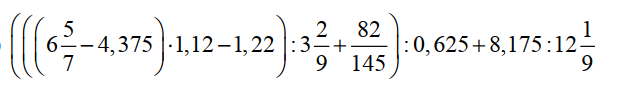 (((6 5/7 − 4,375) · 1,12 − 1,22) : 3 2/9 + 82/145) : 0,625 + 8,175 : 12 1/9